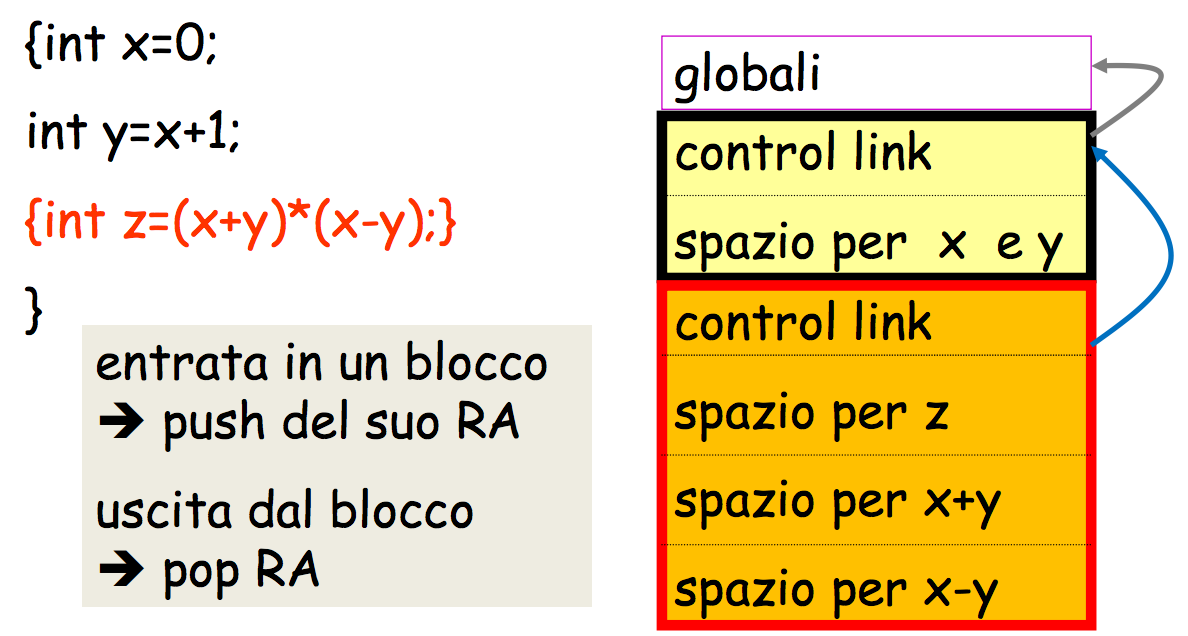 {int x=0;
int y=x+1;
{int z=(x+y)*(x-y);}
}
entrata in un blocco
➔ push del suo RA
uscita dal blocco
➔ pop RA
globali
control link
spazio per x e y
control link
spazio per z
spazio per x+y
spazio per x-y